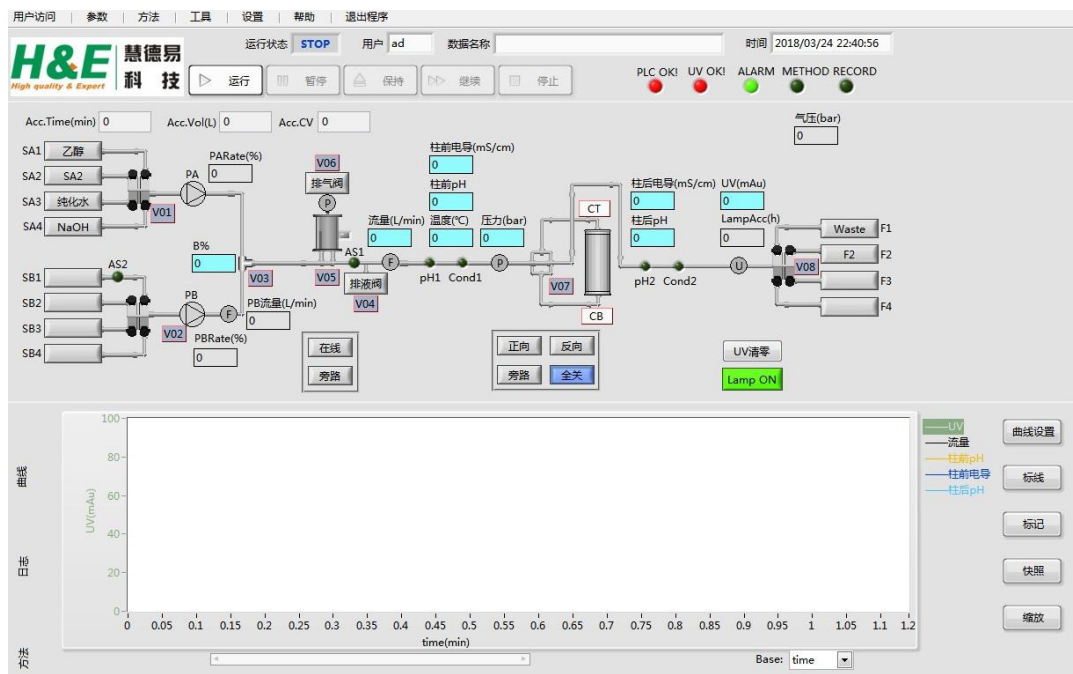 用户访问 | 参数 | 方法 | 工具 | 设置 | 帮助 | 退出程序
H&E 慧德易
科 技
High quality & Expert
运行状态 STOP 用户 ad 数据名称 时间 2018/03/24 22:40:56
运行 暂停 保持 继续 停止
PLC OK! UV OK! ALARM METHOD RECORD
Acc.Time(min) 0 Acc.Vol(L) 0 Acc.CV 0
气压(bar)
0
SA1 乙醇
SA2 SA2
SA3 纯化水
SA4 NaOH
V01
PARate(%)
PA 0
V06
排气阀
P
柱前电导(mS/cm)
0
柱前pH
0
流量(L/min) 温度(℃) 压力(bar)
0 0 0
柱后电导(mS/cm) UV(mAu)
0 0
柱后pH LampAcc(h)
0 0
CT
Waste F1
F2 F2
F3
F4
B%
0
AS1
F pH1 Cond1 P
V03 V05 排液阀
V04
V07
CB
pH2 Cond2 U V08
SB1 AS2
SB2
SB3
SB4
V02
PB F
PB流量(L/min)
0
PBRate(%)
0
在线
旁路
正向 反向
旁路 全关
UV清零
Lamp ON
曲线
日志
方法
UV(mAu)
100
80
60
40
20
0
0 0.05 0.1 0.15 0.2 0.25 0.3 0.35 0.4 0.45 0.5 0.55 0.6 0.65 0.7 0.75 0.8 0.85 0.9 0.95 1 1.05 1.1 1.2
time(min)
UV
流量
柱前pH
柱前电导
柱后pH
曲线设置
标线
标记
快照
缩放
Base: time